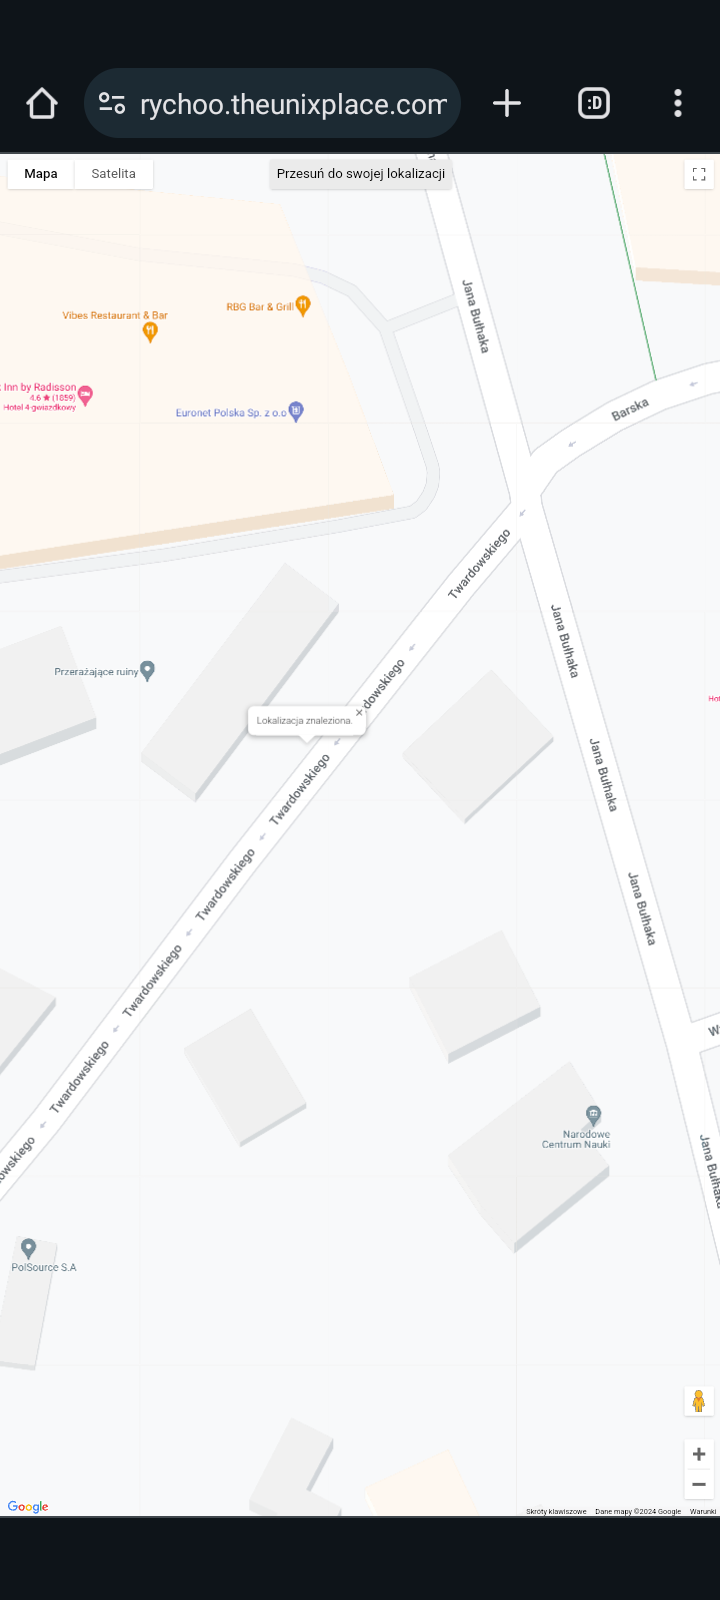 :D
rychoo.theunixplace.com
Mapa
Satelita
Przesuń do swojej lokalizacji
Jana Bułhaka
Vibes Restaurant & Bar
RBG Bar & Grill
Inn by Radisson
4.6 ★ (1859)
Hotel 4-gwiazdkowy
Euronet Polska Sp. z o.o
Barska
Twardowskiego
Jana Bułhaka
Przerażające ruiny
dowskiego
Lokalizacja znaleziona.
Twardowskiego
Jana Bułhaka
Twardowskiego
Jana Bułhaka
Twardowskiego
Twardowskiego
Narodowe
Centrum Nauki
owskiego
Jana Bułhaka
PolSource S.A
Google
Skróty klawiszowe
Dane mapy ©2024 Google
Warunki